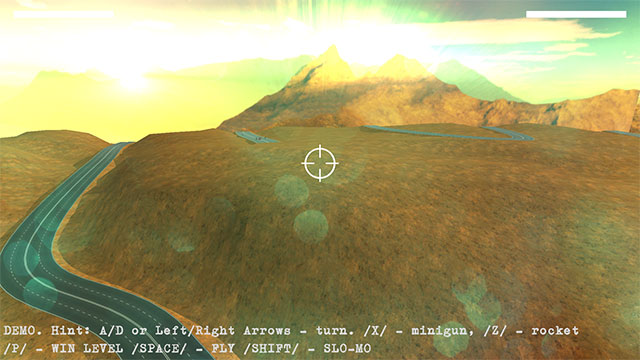 DEMO. Hint: A/D or Left/Right Arrows - turn. /X/ - minigun, /Z/ - rocket
/P/ - WIN LEVEL /SPACE/ - FLY /SHIFT/ - SLO-MO